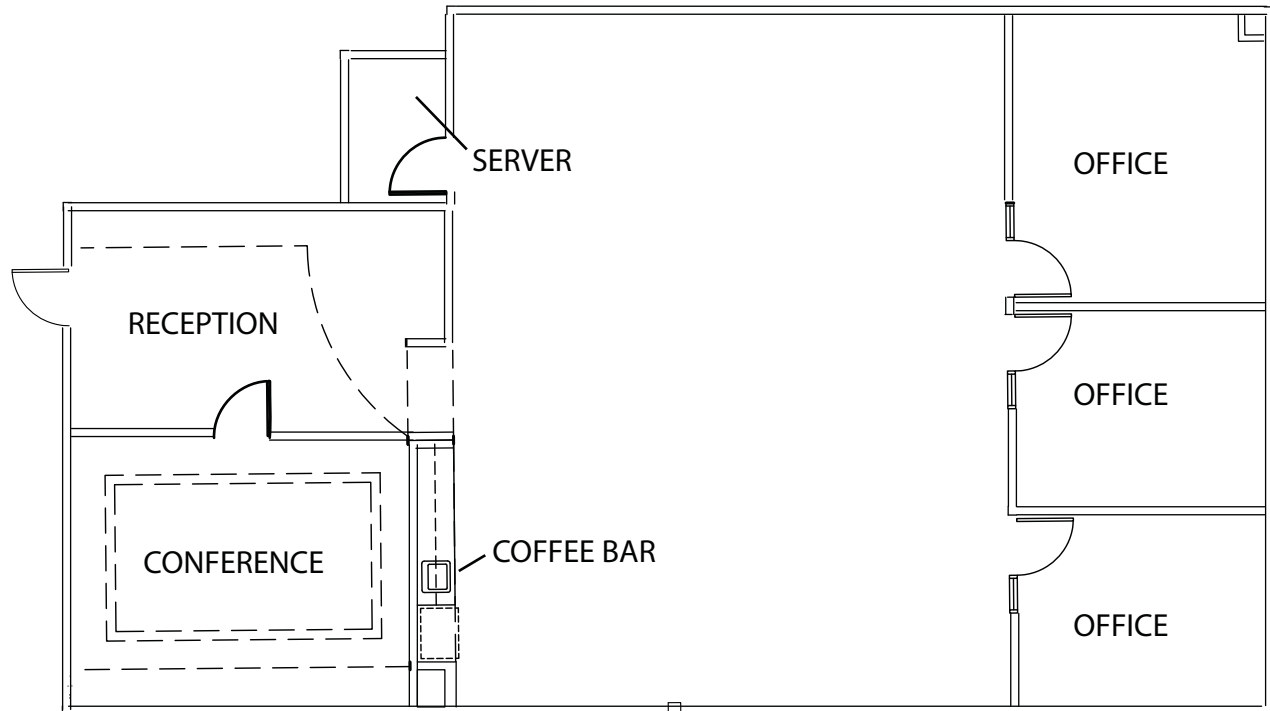 SERVER
OFFICE
RECEPTION
OFFICE
CONFERENCE
COFFEE BAR
OFFICE